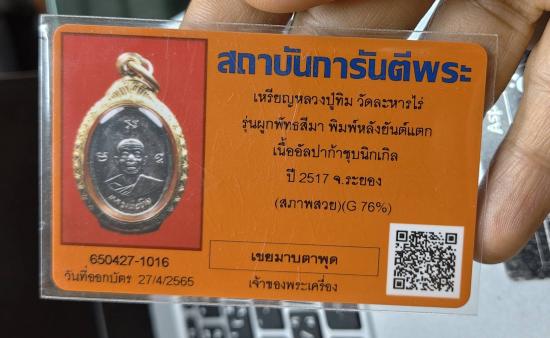 สถาบันการันตีพระ
เหรียญหลวงปู่ทิม วัดละหารไร่
รุ่นผูกพัทธสีมา พิมพ์หลังยันต์แตก
เนื้ออัลปาก้าชุบนิกเกิล
ปี 2517 จ.ระยอง
(สภาพสวย)(G 76%)
650427-1016
วันที่ออกบัตร 27/4/2565
เขยมาบตาพุด
เจ้าของพระเครื่อง